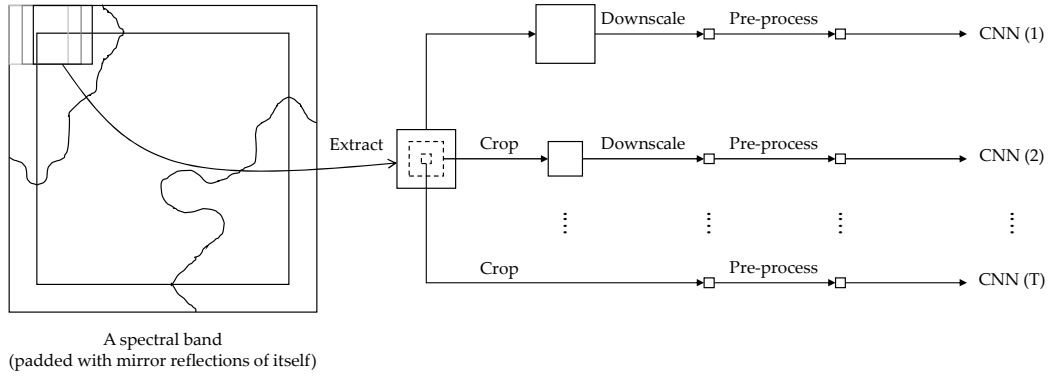 Downscale
Pre-process
CNN (1)
Extract
Crop
Downscale
Pre-process
CNN (2)
Crop
Pre-process
CNN (T)
A spectral band
(padded with mirror reflections of itself)